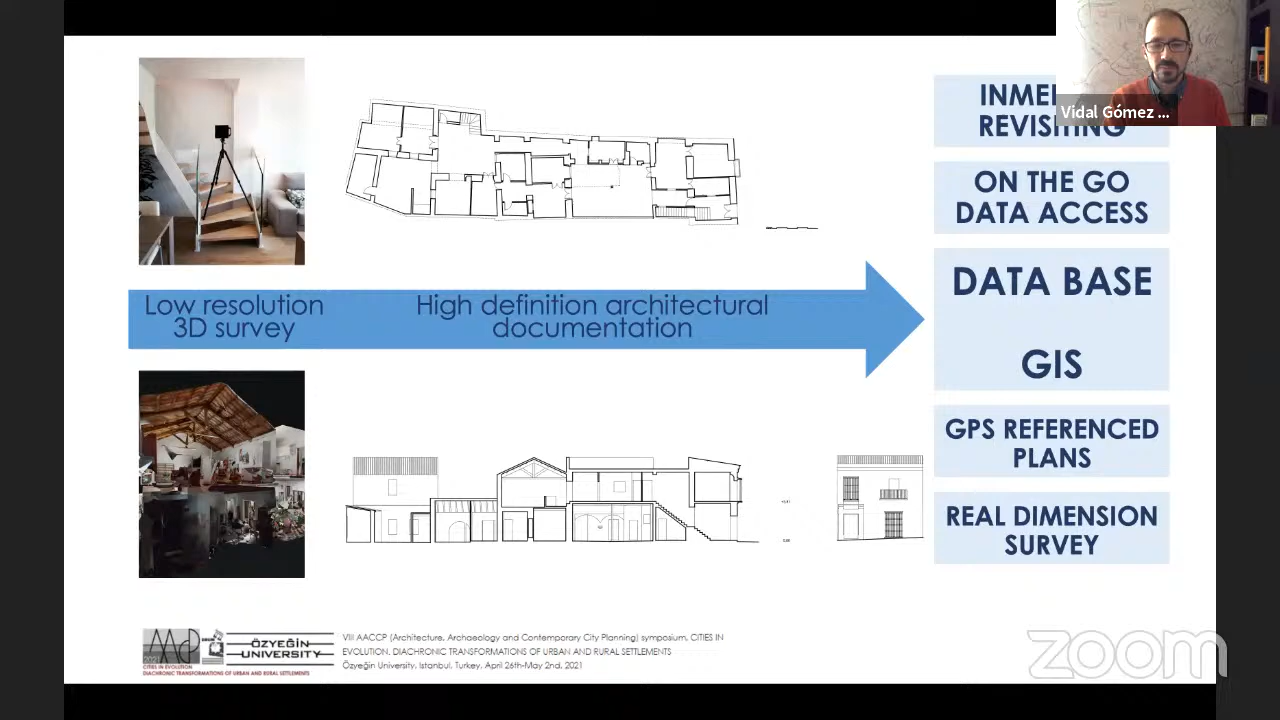 INME
REVISITING
Vidal Gómez ...
ON THE GO
DATA ACCESS
DATA BASE
GIS
GPS REFERENCED
PLANS
REAL DIMENSION
SURVEY
Low resolution
3D survey
High definition architectural
documentation
AACP
2021
CITIES IN EVOLUTION
DIACHRONIC TRANSFORMATIONS OF URBAN AND RURAL SETTLEMENTS
ÖZYEĞİN
UNIVERSITY
VIII AACCP (Architecture, Archaeology and Contemporary City Planning) symposium, CITIES IN
EVOLUTION. DIACHRONIC TRANSFORMATIONS OF URBAN AND RURAL SETTLEMENTS
Özyeğin University, Istanbul, Turkey, April 26th-May 2nd, 2021
zoom